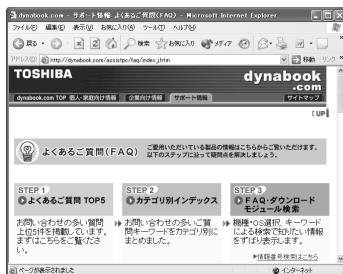 dynabook.com - サポート情報 よくあるご質問(FAQ) - Microsoft Internet Explorer
ファイル(F) 編集(E) 表示(V) お気に入り(A) ツール(T) ヘルプ(H)
戻る 検索 お気に入り メディア
アドレス(D) http://dynabook.com/assistpc/faq/index_j.htm 移動 リンク
TOSHIBA
dynabook
.com
dynabook.com TOP 個人・家庭向け情報 企業向け情報 サポート情報 サイトマップ
[UP]
よくあるご質問(FAQ)
ご愛用いただいている製品の情報はこちらからご覧いただけます。
以下のステップに沿って疑問点を解決しましょう。
STEP 1
よくあるご質問 TOP5
お問い合わせの多い質問
上位5件を掲載しています。
まずはこちらをご覧くださ
い。
STEP 2
カテゴリ別インデックス
お問い合わせの多いご質
問キーワードをカテゴリ別に
まとめました。
STEP 3
FAQ・ダウンロード
モジュール検索
機種・OS選択、キーワード
による検索で知りたい情報
をずばり表示します。
情報番号検索はこちら
ページが表示されました
インターネット